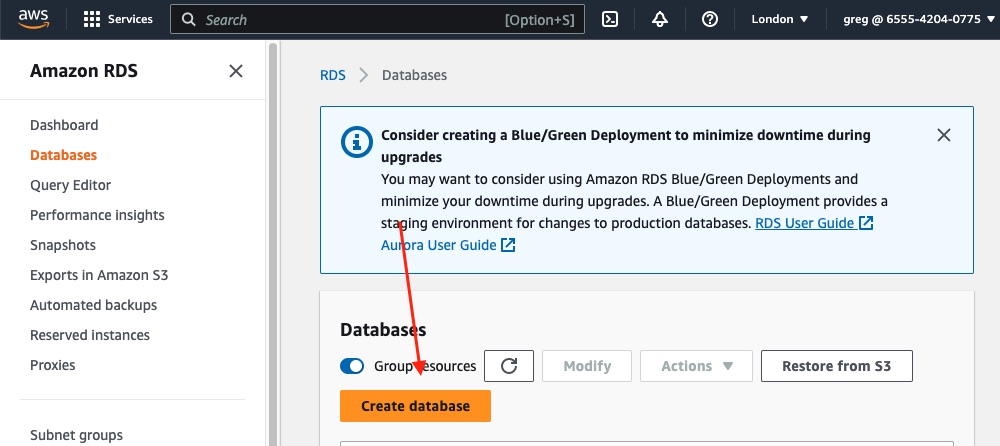 aws
Services
Search
[Option+S]
London
greg @ 6555-4204-0775
Amazon RDS
Dashboard
Databases
Query Editor
Performance insights
Snapshots
Exports in Amazon S3
Automated backups
Reserved instances
Proxies
Subnet groups
RDS
Databases
Consider creating a Blue/Green Deployment to minimize downtime during
upgrades
You may want to consider using Amazon RDS Blue/Green Deployments and
minimize your downtime during upgrades. A Blue/Green Deployment provides a
staging environment for changes to production databases. RDS User Guide
Aurora User Guide
Databases
Group resources
Modify
Actions
Restore from S3
Create database